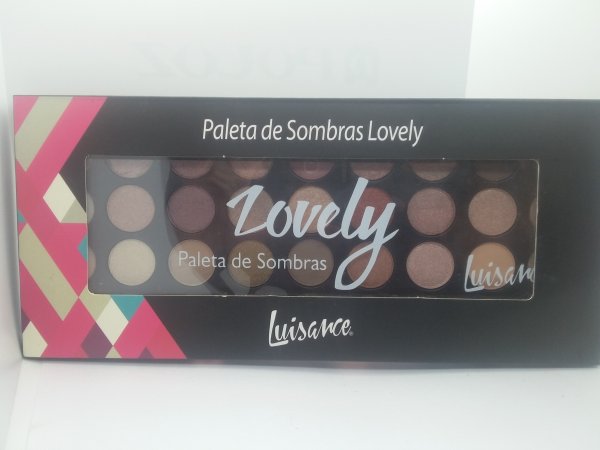 Paleta de Sombras Lovely
Lovely
Paleta de Sombras
Luisance
Luisance®